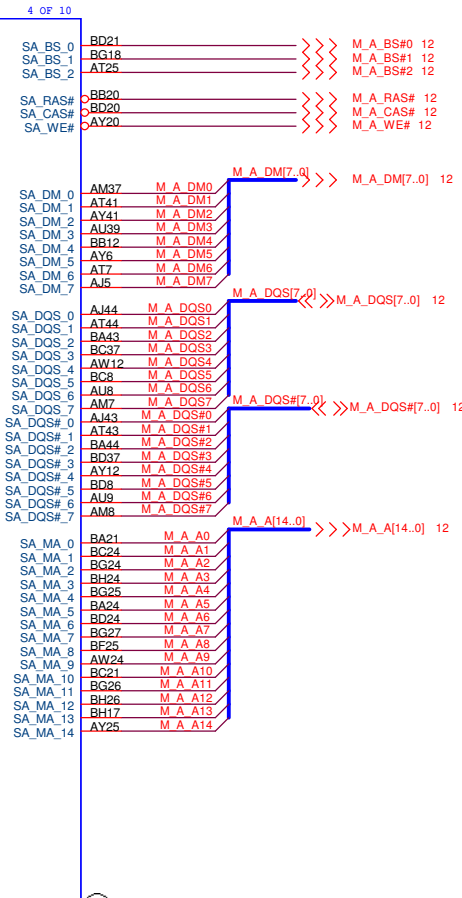 4 OF 10
SA_BS_0 BD21 M_A_BS#0 12
SA_BS_1 BG18 M_A_BS#1 12
SA_BS_2 AT25 M_A_BS#2 12
SA_RAS# BB20 M_A_RAS# 12
SA_CAS# BD20 M_A_CAS# 12
SA_WE# AY20 M_A_WE# 12
M_A_DM[7..0] M_A_DM[7..0] 12
SA_DM_0 AM37 M_A_DM0
SA_DM_1 AT41 M_A_DM1
SA_DM_2 AY41 M_A_DM2
SA_DM_3 AU39 M_A_DM3
SA_DM_4 BB12 M_A_DM4
SA_DM_5 AY6 M_A_DM5
SA_DM_6 AT7 M_A_DM6
SA_DM_7 AJ5 M_A_DM7
M_A_DQS[7..0] M_A_DQS[7..0] 12
SA_DQS_0 AJ44 M_A_DQS0
SA_DQS_1 AT44 M_A_DQS1
SA_DQS_2 BA43 M_A_DQS2
SA_DQS_3 BC37 M_A_DQS3
SA_DQS_4 AW12 M_A_DQS4
SA_DQS_5 BC8 M_A_DQS5
SA_DQS_6 AU8 M_A_DQS6
SA_DQS_7 AM7 M_A_DQS7
M_A_DQS#[7..0] M_A_DQS#[7..0] 12
SA_DQS#_0 AJ43 M_A_DQS#0
SA_DQS#_1 AT43 M_A_DQS#1
SA_DQS#_2 BA44 M_A_DQS#2
SA_DQS#_3 BD37 M_A_DQS#3
SA_DQS#_4 AY12 M_A_DQS#4
SA_DQS#_5 BD8 M_A_DQS#5
SA_DQS#_6 AU9 M_A_DQS#6
SA_DQS#_7 AM8 M_A_DQS#7
M_A_A[14..0] M_A_A[14..0] 12
SA_MA_0 BA21 M_A_A0
SA_MA_1 BC24 M_A_A1
SA_MA_2 BG24 M_A_A2
SA_MA_3 BH24 M_A_A3
SA_MA_4 BG25 M_A_A4
SA_MA_5 BA24 M_A_A5
SA_MA_6 BD24 M_A_A6
SA_MA_7 BG27 M_A_A7
SA_MA_8 BF25 M_A_A8
SA_MA_9 AW24 M_A_A9
SA_MA_10 BC21 M_A_A10
SA_MA_11 BG26 M_A_A11
SA_MA_12 BH26 M_A_A12
SA_MA_13 BH17 M_A_A13
SA_MA_14 AY25 M_A_A14